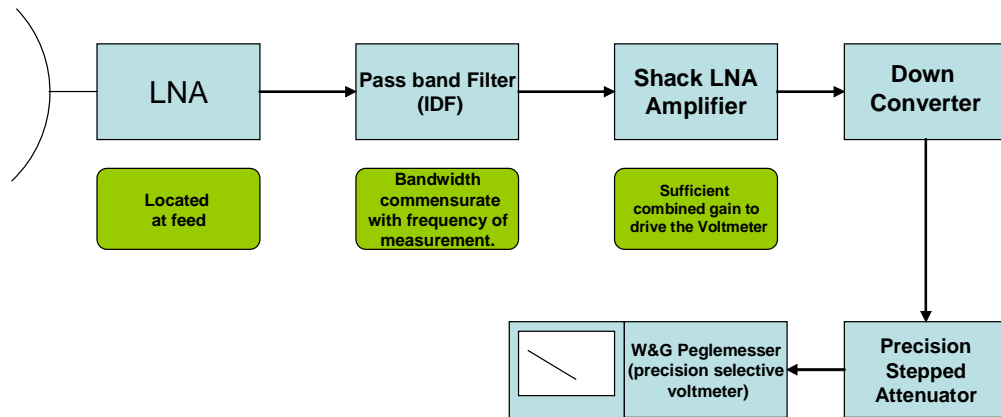 LNA
Pass band Filter
(IDF)
Shack LNA
Amplifier
Down
Converter
Located
at feed
Bandwidth
commensurate
with frequency of
measurement.
Sufficient
combined gain to
drive the Voltmeter
W&G Peglemesser
(precision selective
voltmeter)
Precision
Stepped
Attenuator